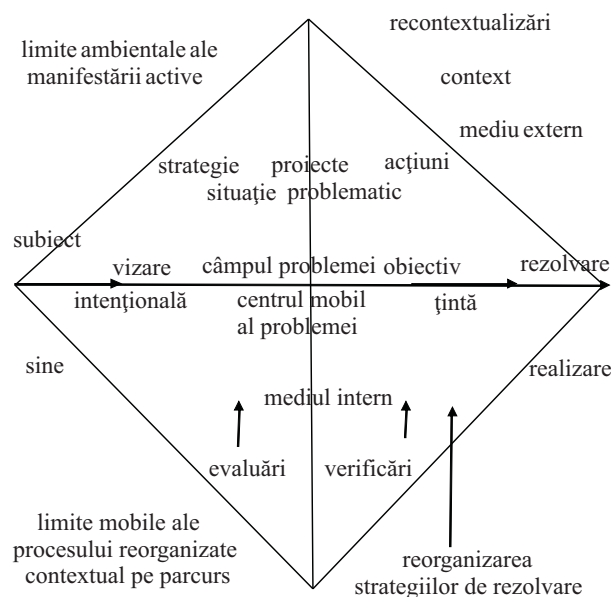 recontextualizări
limite ambientale ale
manifestării active
context
mediu extern
strategie proiecte acţiuni
situaţie problematic
subiect
vizare câmpul problemei obiectiv rezolvare
intenţională centrul mobil ţintă
al problemei
sine realizare
mediul intern
evaluări verificări
limite mobile ale
procesului reorganizate
contextual pe parcurs
reorganizarea
strategiilor de rezolvare